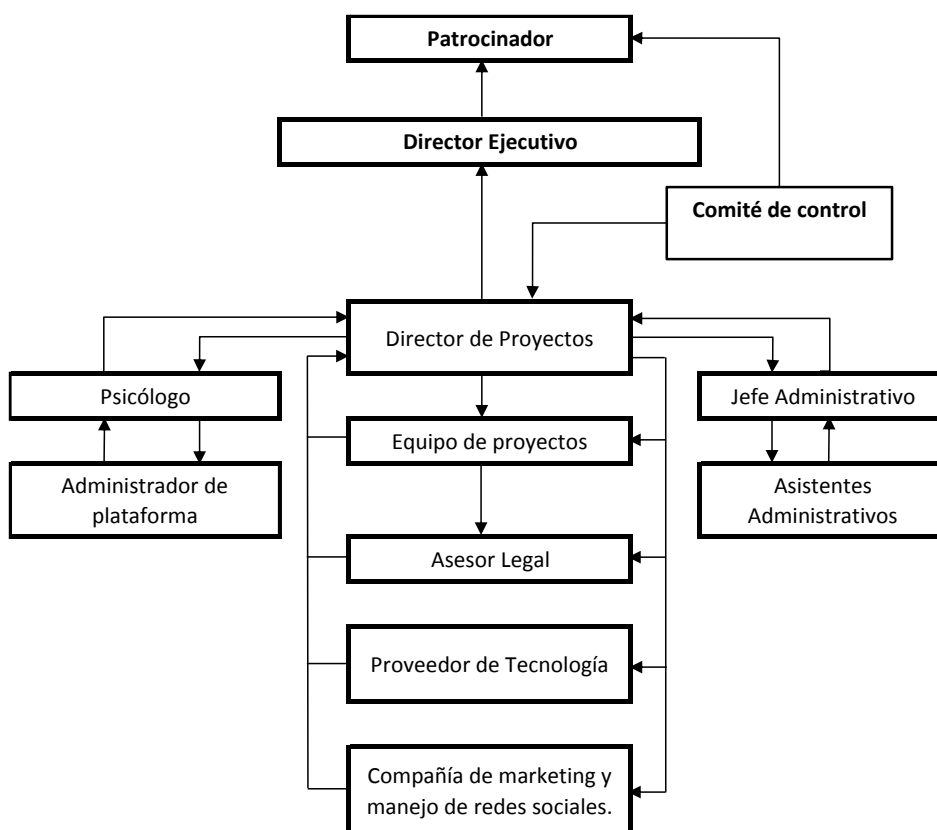 Patrocinador
Director Ejecutivo
Comité de control
Director de Proyectos
Psicólogo
Jefe Administrativo
Equipo de proyectos
Administrador de
plataforma
Asistentes
Administrativos
Asesor Legal
Proveedor de Tecnología
Compañía de marketing y
manejo de redes sociales.